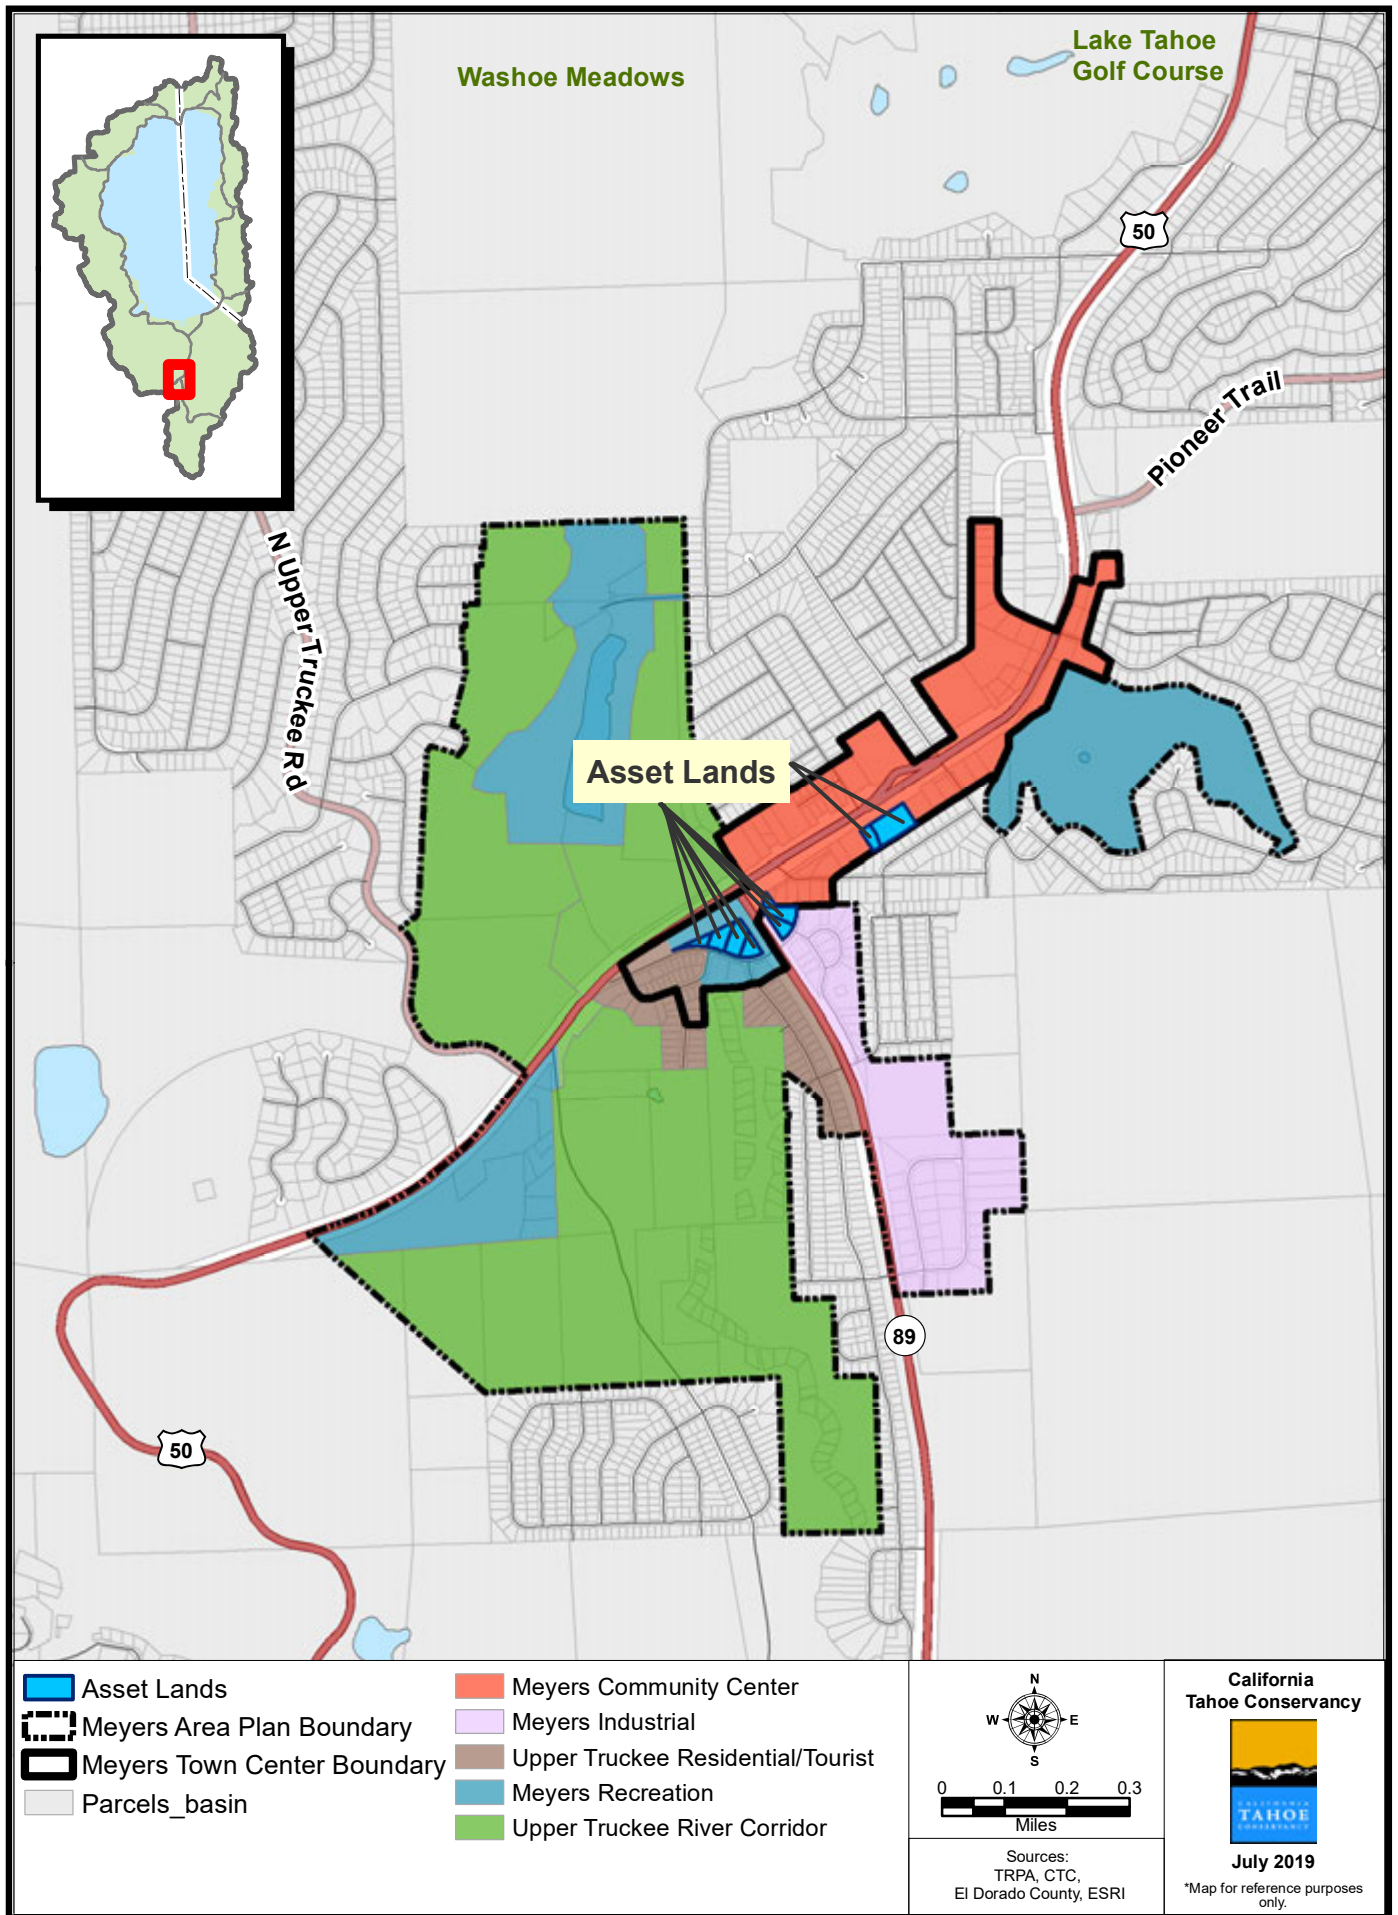 Washoe Meadows
Lake Tahoe
Golf Course
50
Pioneer Trail
N Upper Truckee Rd
Asset Lands
89
50
Asset Lands
Meyers Area Plan Boundary
Meyers Town Center Boundary
Parcels_basin
Meyers Community Center
Meyers Industrial
Upper Truckee Residential/Tourist
Meyers Recreation
Upper Truckee River Corridor
N
W E
S
0 0.1 0.2 0.3
Miles
Sources:
TRPA, CTC,
El Dorado County, ESRI
California
Tahoe Conservancy
CALIFORNIA
TAHOE
CONSERVANCY
July 2019
*Map for reference purposes
only.